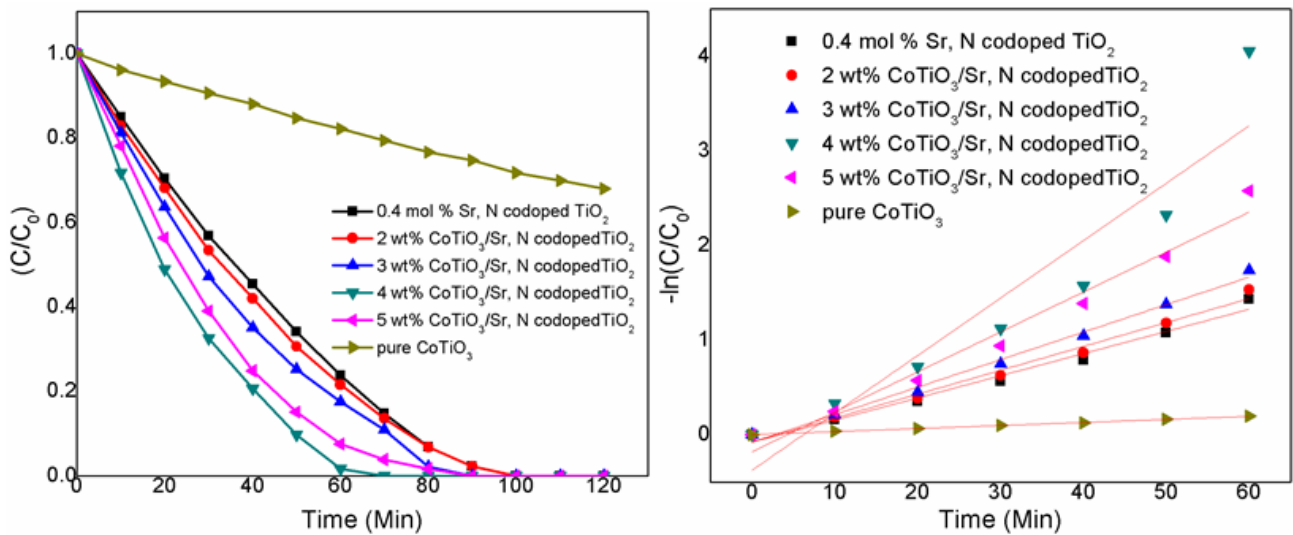 (C/C₀)
1.0
0.8
0.6
0.4
0.2
0.0
0 20 40 60 80 100 120
Time (Min)
0.4 mol % Sr, N codoped TiO₂
2 wt% CoTiO₃/Sr, N codopedTiO₂
3 wt% CoTiO₃/Sr, N codopedTiO₂
4 wt% CoTiO₃/Sr, N codopedTiO₂
5 wt% CoTiO₃/Sr, N codopedTiO₂
pure CoTiO₃
-ln(C/C₀)
4
3
2
1
0
0 10 20 30 40 50 60
Time (Min)
0.4 mol % Sr, N codoped TiO₂
2 wt% CoTiO₃/Sr, N codopedTiO₂
3 wt% CoTiO₃/Sr, N codopedTiO₂
4 wt% CoTiO₃/Sr, N codopedTiO₂
5 wt% CoTiO₃/Sr, N codopedTiO₂
pure CoTiO₃